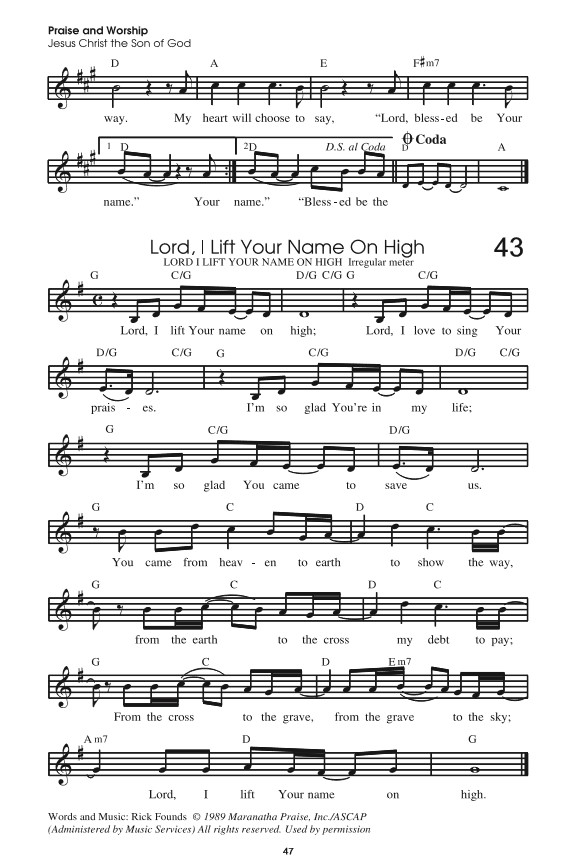 Praise and Worship
Jesus Christ the Son of God
D A E F#m7
way. My heart will choose to say, “Lord, bless-ed be Your
1 D 2D D.S. al Coda Coda D A
name.” Your name.” “Bless-ed be the
Lord, I Lift Your Name On High 43
LORD I LIFT YOUR NAME ON HIGH Irregular meter
G C/G D/G C/G G C/G
Lord, I lift Your name on high; Lord, I love to sing Your
D/G C/G G C/G D/G C/G
prais - es. I’m so glad You’re in my life;
G C/G D/G
I’m so glad You came to save us.
G C D C
You came from heav - en to earth to show the way,
G C D C
from the earth to the cross my debt to pay;
G C D Em7
From the cross to the grave, from the grave to the sky;
Am7 D G
Lord, I lift Your name on high.
Words and Music: Rick Founds © 1989 Maranatha Praise, Inc./ASCAP
(Administered by Music Services) All rights reserved. Used by permission
47